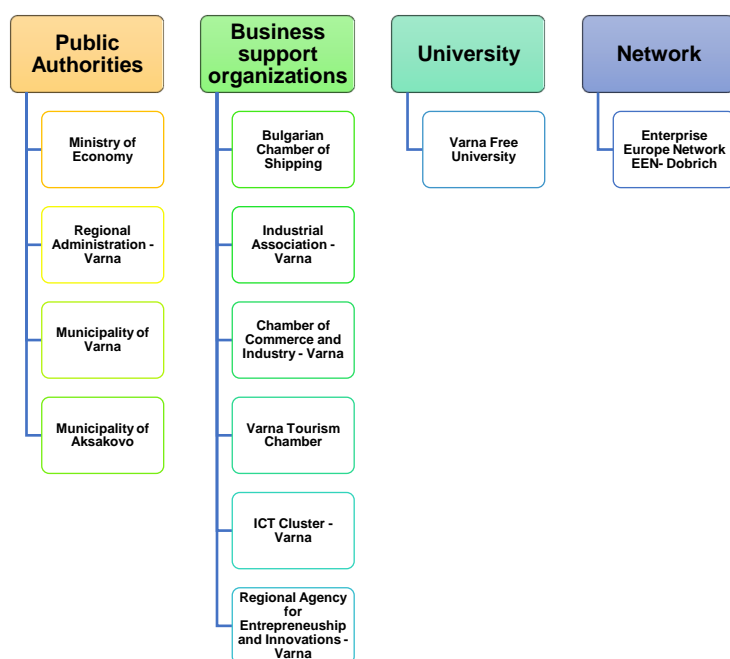 Public
Authorities
Ministry of
Economy
Regional
Administration -
Varna
Municipality of
Varna
Municipality of
Aksakovo
Business
support
organizations
Bulgarian
Chamber of
Shipping
Industrial
Association -
Varna
Chamber of
Commerce and
Industry - Varna
Varna Tourism
Chamber
ICT Cluster -
Varna
Regional Agency
for
Entrepreneuship
and Innovations -
Varna
University
Varna Free
University
Network
Enterprise
Europe Network
EEN- Dobrich